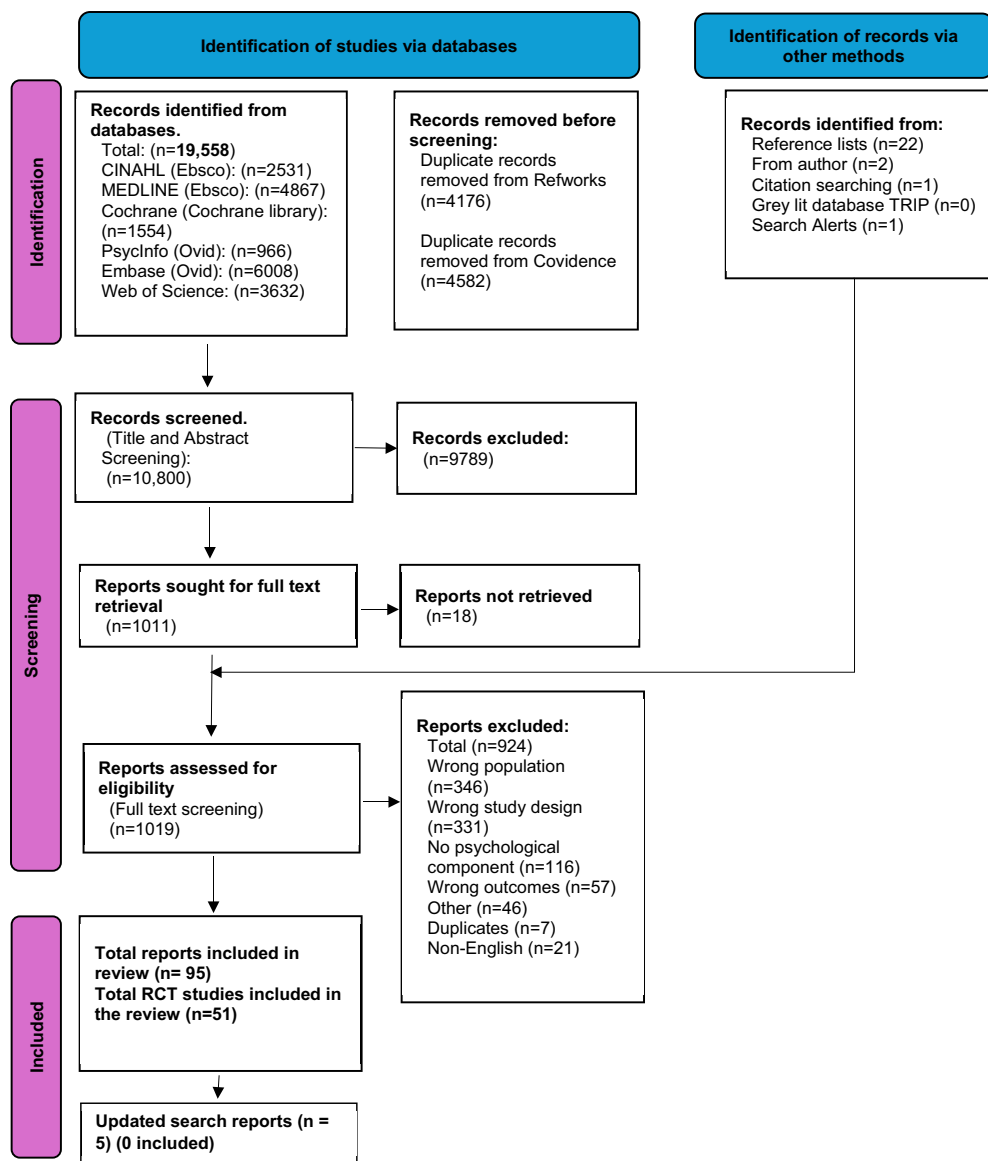 Identification of studies via databases
Identification of records via
other methods
Identification
Records identified from
databases.
Total: (n=19,558)
CINAHL (Ebsco): (n=2531)
MEDLINE (Ebsco): (n=4867)
Cochrane (Cochrane library):
(n=1554)
PsycInfo (Ovid): (n=966)
Embase (Ovid): (n=6008)
Web of Science: (n=3632)
Records removed before
screening:
Duplicate records
removed from Refworks
(n=4176)
Duplicate records
removed from Covidence
(n=4582)
Records identified from:
Reference lists (n=22)
From author (n=2)
Citation searching (n=1)
Grey lit database TRIP (n=0)
Search Alerts (n=1)
Screening
Records screened.
(Title and Abstract
Screening):
(n=10,800)
Records excluded:
(n=9789)
Reports sought for full text
retrieval
(n=1011)
Reports not retrieved
(n=18)
Reports assessed for
eligibility
(Full text screening)
(n=1019)
Reports excluded:
Total (n=924)
Wrong population
(n=346)
Wrong study design
(n=331)
No psychological
component (n=116)
Wrong outcomes (n=57)
Other (n=46)
Duplicates (n=7)
Non-English (n=21)
Included
Total reports included in
review (n= 95)
Total RCT studies included in
the review (n=51)
Updated search reports (n =
5) (0 included)